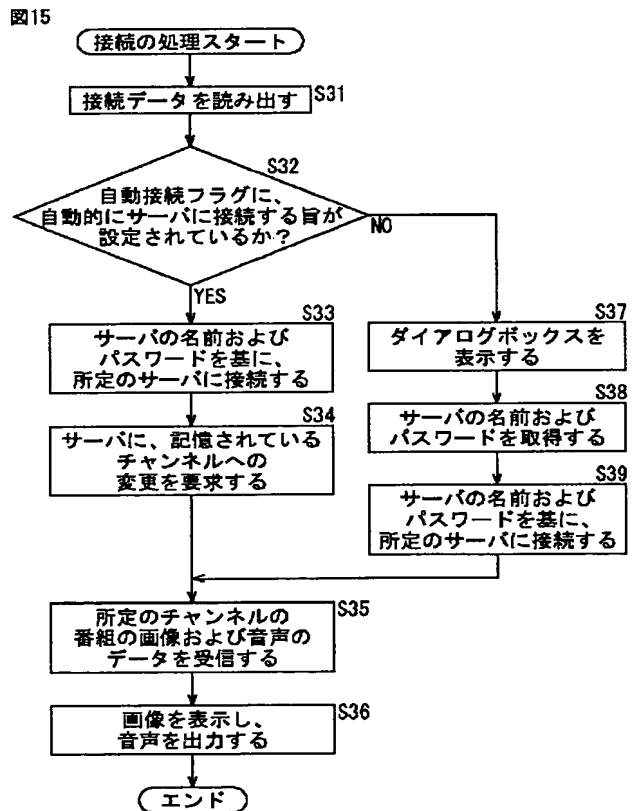 図15
接続の処理スタート
接続データを読み出す
S31
S32
自動接続フラグに、
自動的にサーバに接続する旨が
設定されているか?
NO
YES
S33
サーバの名前および
パスワードを基に、
所定のサーバに接続する
S34
サーバに、記憶されている
チャンネルへの
変更を要求する
S37
ダイアログボックスを
表示する
S38
サーバの名前および
パスワードを取得する
S39
サーバの名前および
パスワードを基に、
所定のサーバに接続する
S35
所定のチャンネルの
番組の画像および音声の
データを受信する
S36
画像を表示し、
音声を出力する
エンド